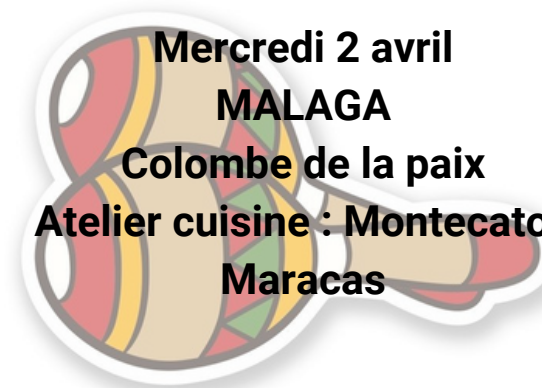 Mercredi 2 avril
MALAGA
Colombe de la paix
Atelier cuisine : Montecato
Maracas